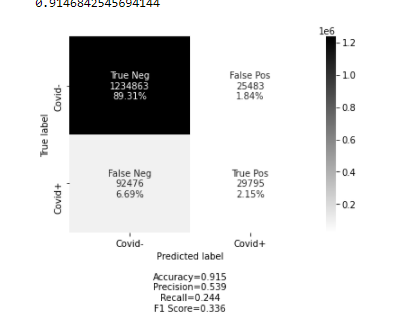 0.9146842545694144
1e6
True Neg
1234863
89.31%
False Pos
25483
1.84%
False Neg
92476
6.69%
True Pos
29795
2.15%
Covid-
Covid+
True label
Covid-
Covid+
Predicted label
1.2
1.0
0.8
0.6
0.4
0.2
Accuracy=0.915
Precision=0.539
Recall=0.244
F1 Score=0.336